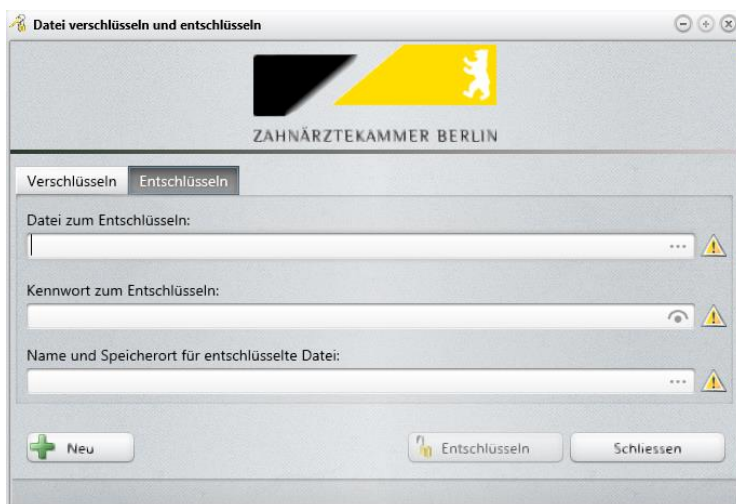 Datei verschlüsseln und entschlüsseln
ZAHNÄRZTEKAMMER BERLIN
Verschlüsseln Entschlüsseln
Datei zum Entschlüsseln:
Kennwort zum Entschlüsseln:
Name und Speicherort für entschlüsselte Datei:
Neu Entschlüsseln Schliessen